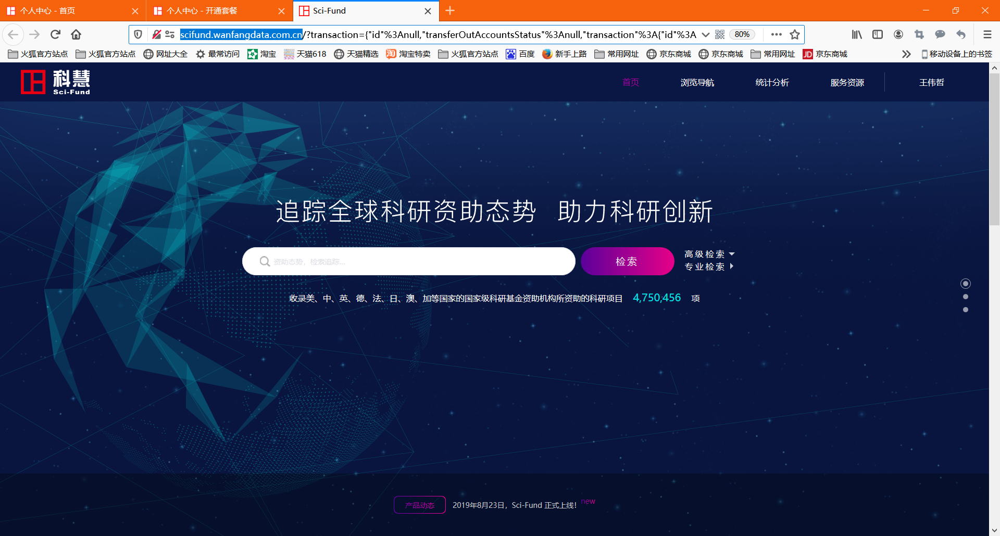 个人中心 - 首页
个人中心 - 开通套餐
Sci-Fund
scifund.wanfangdata.com.cn/?transaction={"id"%3Anull,"transferOutAccountsStatus"%3Anull,"transaction"%3A{"id"%3A
80%
火狐官方站点
火狐官方站点
网址大全
最常访问
淘宝
天猫618
天猫精选
淘宝特卖
火狐官方站点
百度
新手上路
常用网址
京东商城
京东商城
常用网址
JD 京东商城
移动设备上的书签
科慧
Sci-Fund
首页
浏览导航
统计分析
服务资源
王伟哲
追踪全球科研资助态势 助力科研创新
资助态势，检索追踪...
检索
高级检索
专业检索
收录美、中、英、德、法、日、澳、加等国家的国家级科研基金资助机构所资助的科研项目 4,750,456 项
产品动态
2019年8月23日，Sci-Fund 正式上线！
new